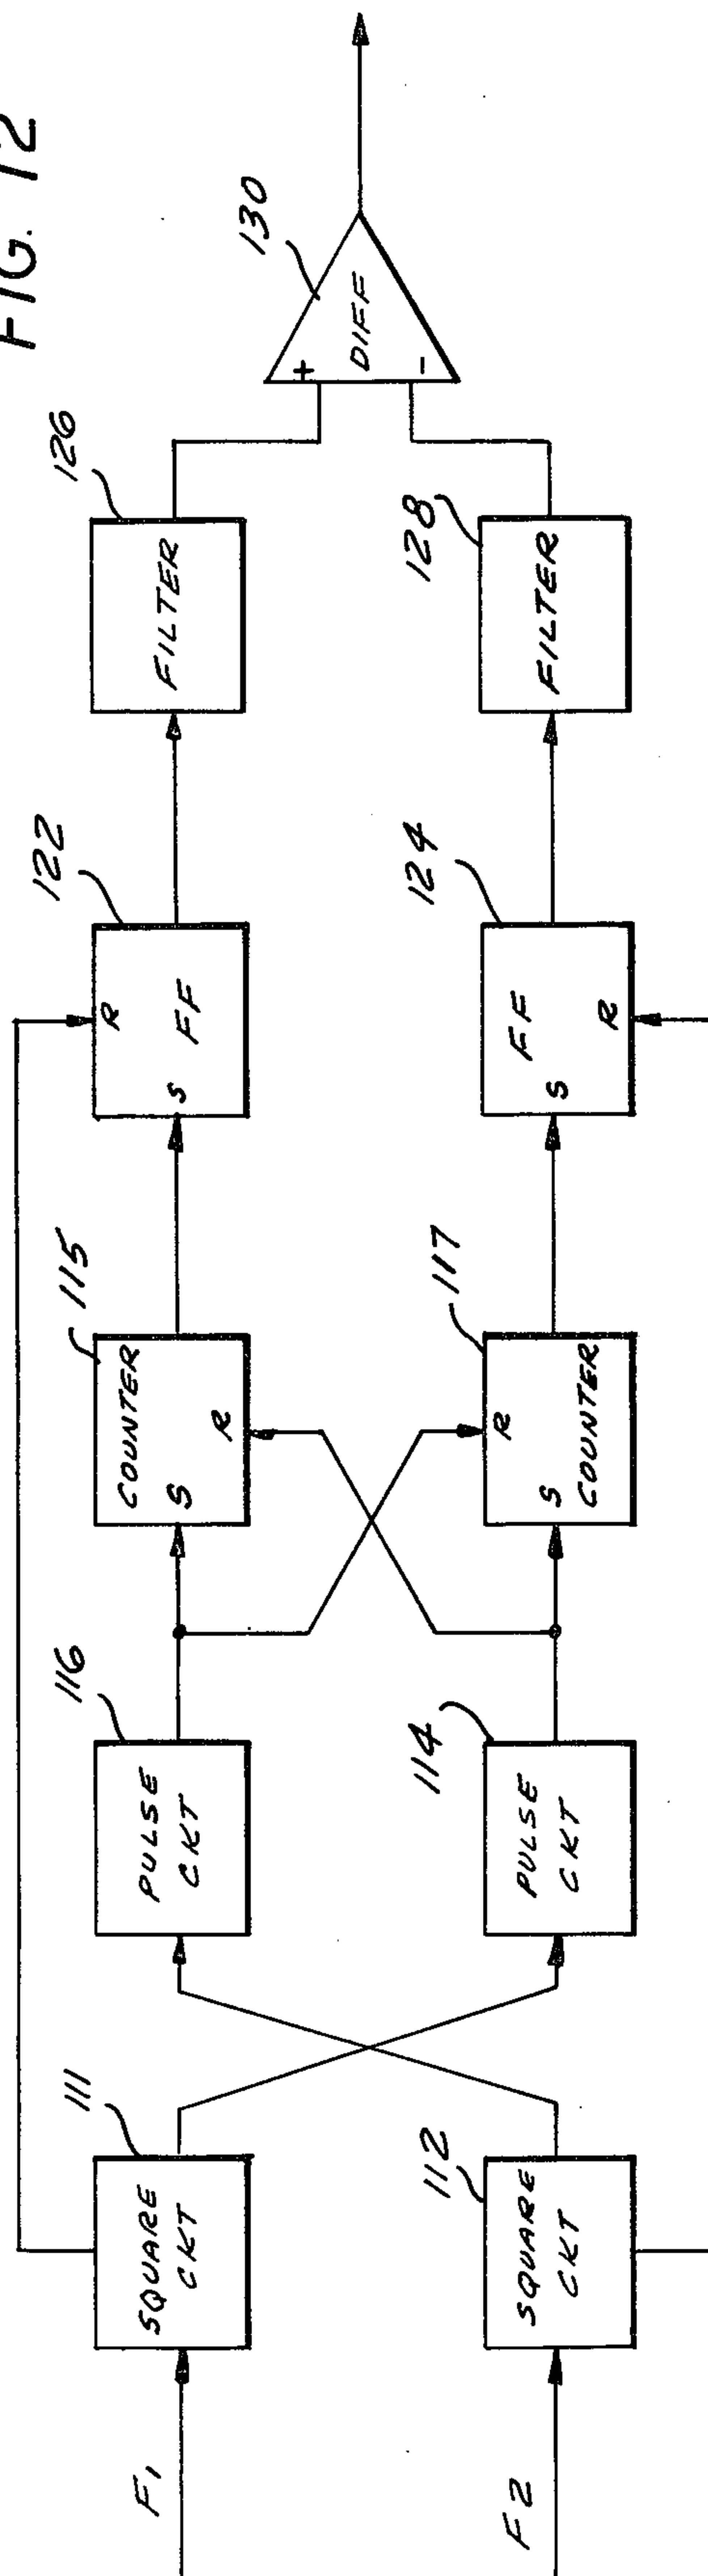 FIG. 12
F1
111
SQUARE
CKT
116
PULSE
CKT
115
COUNTER
S
R
122
R
S
FF
126
FILTER
130
+
DIFF
-
F2
112
SQUARE
CKT
114
PULSE
CKT
117
R
S
COUNTER
124
FF
S
R
128
FILTER